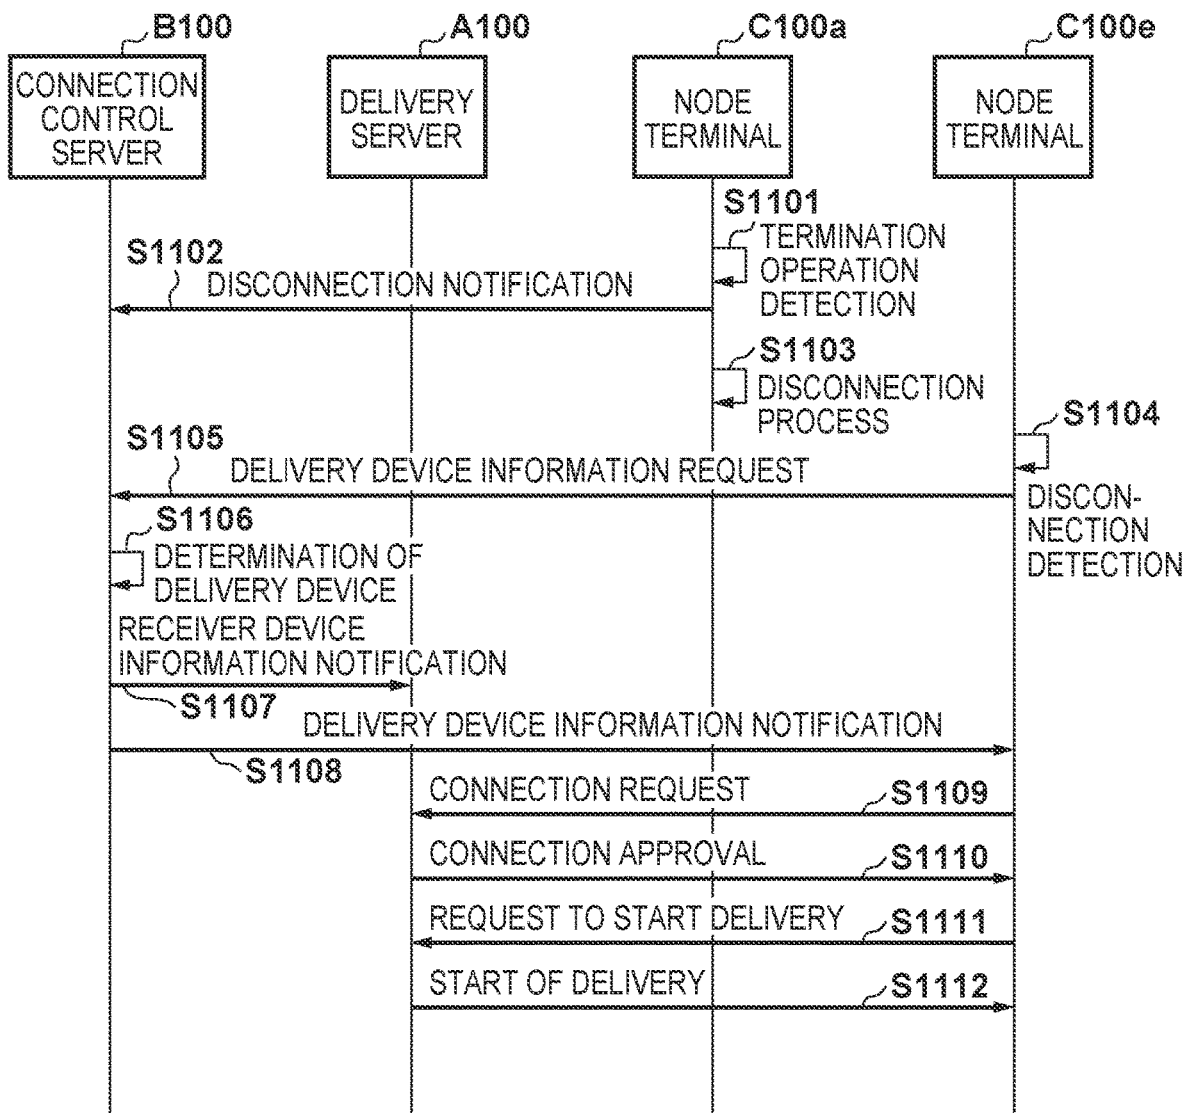 B100
A100
C100a
C100e
CONNECTION
CONTROL
SERVER
DELIVERY
SERVER
NODE
TERMINAL
NODE
TERMINAL
S1101
TERMINATION
OPERATION
DETECTION
S1102
DISCONNECTION NOTIFICATION
S1103
DISCONNECTION
PROCESS
S1104
DISCON-
NECTION
DETECTION
S1105
DELIVERY DEVICE INFORMATION REQUEST
S1106
DETERMINATION OF
DELIVERY DEVICE
RECEIVER DEVICE
INFORMATION NOTIFICATION
S1107
DELIVERY DEVICE INFORMATION NOTIFICATION
S1108
CONNECTION REQUEST
S1109
CONNECTION APPROVAL
S1110
REQUEST TO START DELIVERY
S1111
START OF DELIVERY
S1112